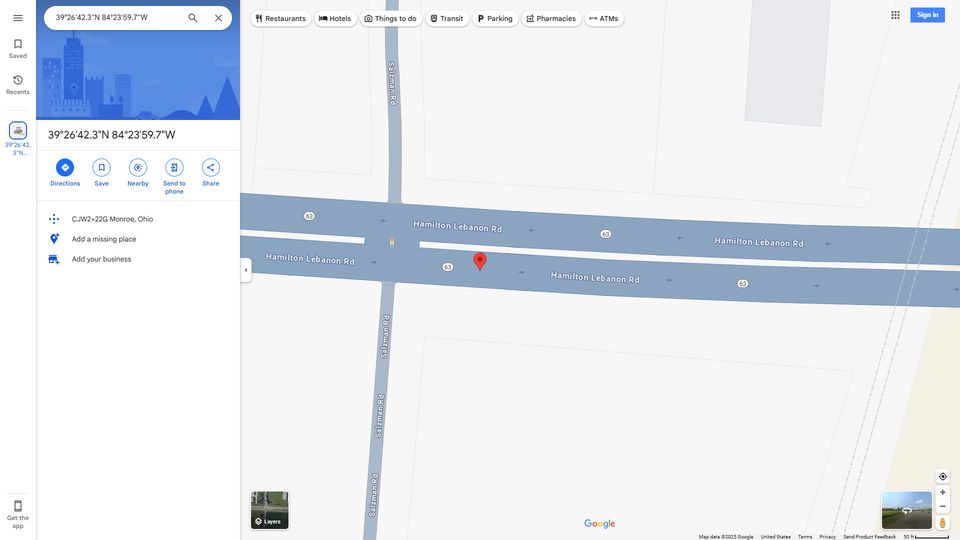 39°26'42.3"N 84°23'59.7"W
Restaurants
Hotels
Things to do
Transit
Parking
Pharmacies
ATMs
Sign in
Saved
Recents
39°26'42.
3"N...
39°26'42.3"N 84°23'59.7"W
Directions
Save
Nearby
Send to
phone
Share
CJW2+22G Monroe, Ohio
Add a missing place
Add your business
Salzman Rd
63
Hamilton Lebanon Rd
63
Hamilton Lebanon Rd
Hamilton Lebanon Rd
63
Hamilton Lebanon Rd
63
Salzman Rd
Salzman Rd
Salzman Rd
Get the
app
Layers
Google
Map data ©2025 Google
United States
Terms
Privacy
Send Product Feedback
50 ft